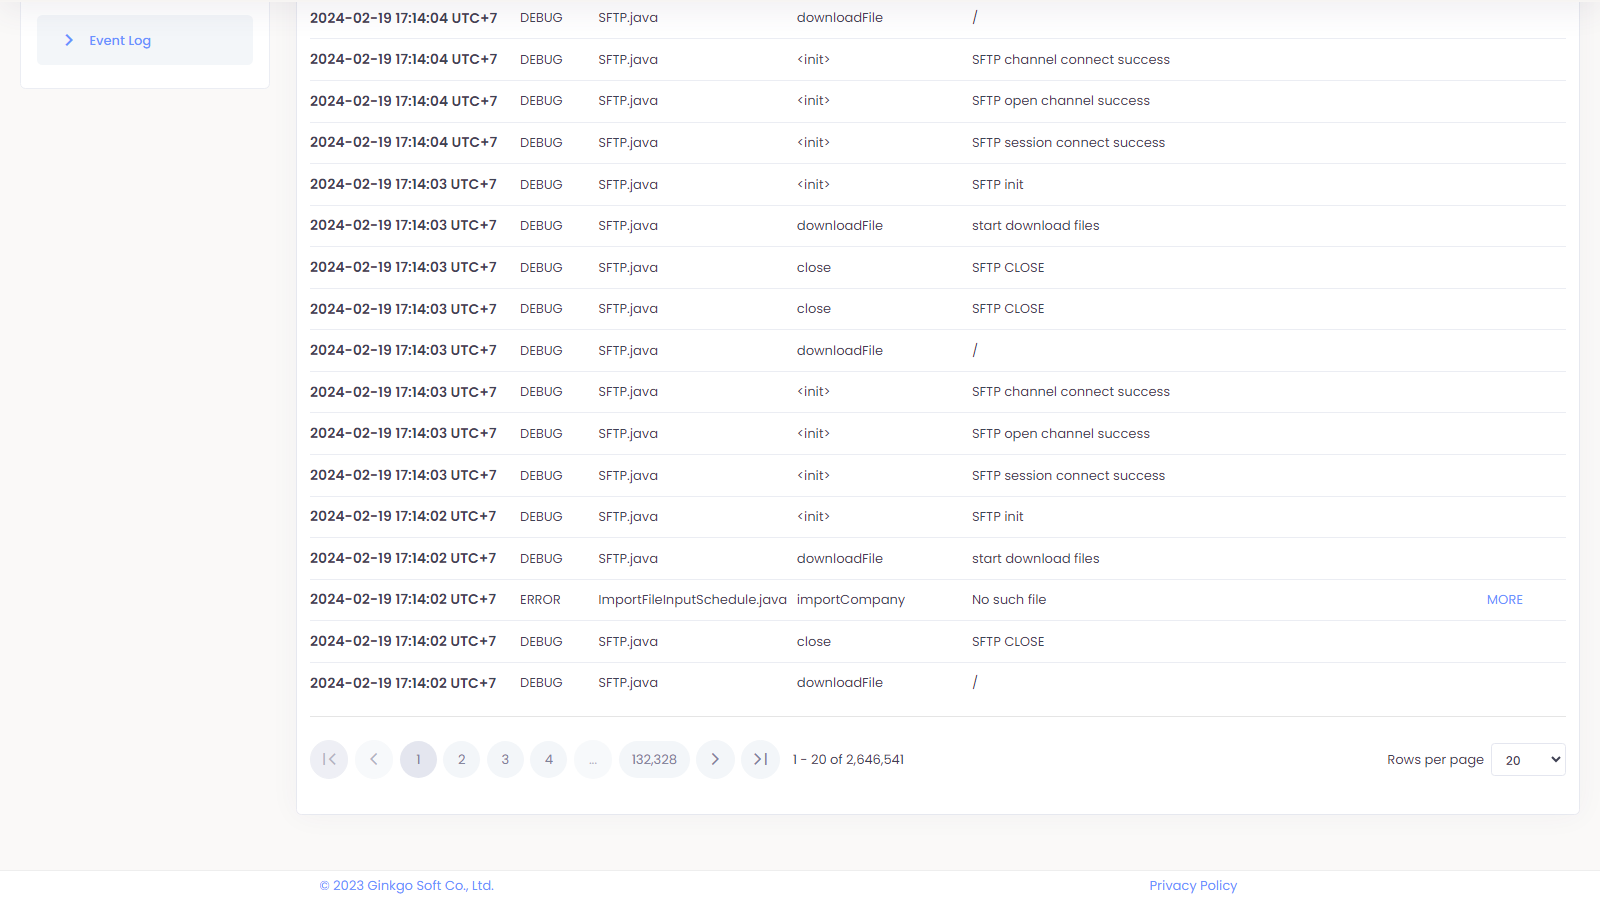 Event Log
2024-02-19 17:14:04 UTC+7 DEBUG SFTP.java downloadFile /
2024-02-19 17:14:04 UTC+7 DEBUG SFTP.java <init> SFTP channel connect success
2024-02-19 17:14:04 UTC+7 DEBUG SFTP.java <init> SFTP open channel success
2024-02-19 17:14:04 UTC+7 DEBUG SFTP.java <init> SFTP session connect success
2024-02-19 17:14:03 UTC+7 DEBUG SFTP.java <init> SFTP init
2024-02-19 17:14:03 UTC+7 DEBUG SFTP.java downloadFile start download files
2024-02-19 17:14:03 UTC+7 DEBUG SFTP.java close SFTP CLOSE
2024-02-19 17:14:03 UTC+7 DEBUG SFTP.java close SFTP CLOSE
2024-02-19 17:14:03 UTC+7 DEBUG SFTP.java downloadFile /
2024-02-19 17:14:03 UTC+7 DEBUG SFTP.java <init> SFTP channel connect success
2024-02-19 17:14:03 UTC+7 DEBUG SFTP.java <init> SFTP open channel success
2024-02-19 17:14:03 UTC+7 DEBUG SFTP.java <init> SFTP session connect success
2024-02-19 17:14:02 UTC+7 DEBUG SFTP.java <init> SFTP init
2024-02-19 17:14:02 UTC+7 DEBUG SFTP.java downloadFile start download files
2024-02-19 17:14:02 UTC+7 ERROR ImportFileInputSchedule.java importCompany No such file MORE
2024-02-19 17:14:02 UTC+7 DEBUG SFTP.java close SFTP CLOSE
2024-02-19 17:14:02 UTC+7 DEBUG SFTP.java downloadFile /
1 2 3 4 ... 132,328 1 - 20 of 2,646,541 Rows per page 20
© 2023 Ginkgo Soft Co., Ltd. Privacy Policy